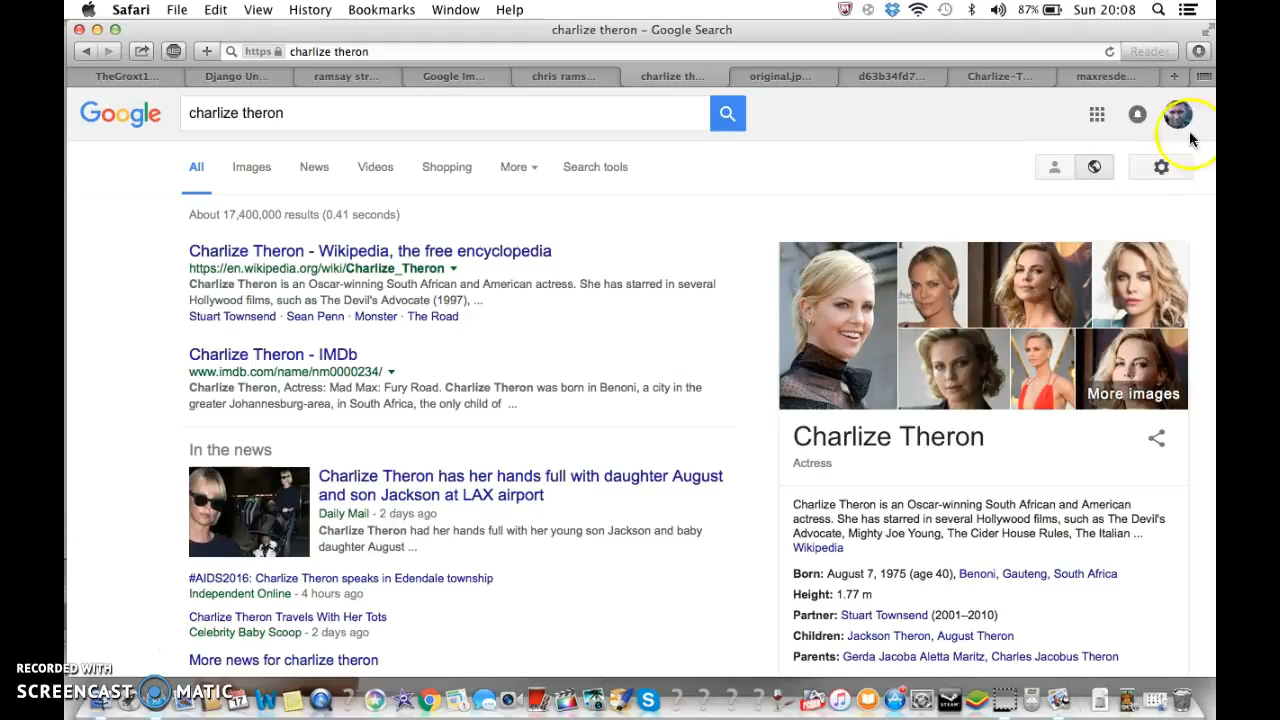 Safari File Edit View History Bookmarks Window Help 87% Sun 20:08
charlize theron – Google Search
ABP + https charlize theron Reader
TheGroxt1... Django Un... ramsay str... Google Im... chris rams... charlize th... original.jp... d63b34fd7... Charlize-T... maxresde... +
Google charlize theron
All Images News Videos Shopping More Search tools
About 17,400,000 results (0.41 seconds)
Charlize Theron - Wikipedia, the free encyclopedia
https://en.wikipedia.org/wiki/Charlize_Theron
Charlize Theron is an Oscar-winning South African and American actress. She has starred in several
Hollywood films, such as The Devil's Advocate (1997), ...
Stuart Townsend · Sean Penn · Monster · The Road
Charlize Theron - IMDb
www.imdb.com/name/nm0000234/
Charlize Theron, Actress: Mad Max: Fury Road. Charlize Theron was born in Benoni, a city in the
greater Johannesburg-area, in South Africa, the only child of ...
In the news
Charlize Theron has her hands full with daughter August
and son Jackson at LAX airport
Daily Mail - 2 days ago
Charlize Theron had her hands full with her young son Jackson and baby
daughter August ...
#AIDS2016: Charlize Theron speaks in Edendale township
Independent Online - 4 hours ago
Charlize Theron Travels With Her Tots
Celebrity Baby Scoop - 2 days ago
More news for charlize theron
More images
Charlize Theron
Actress
Charlize Theron is an Oscar-winning South African and American
actress. She has starred in several Hollywood films, such as The Devil's
Advocate, Mighty Joe Young, The Cider House Rules, The Italian ...
Wikipedia
Born: August 7, 1975 (age 40), Benoni, Gauteng, South Africa
Height: 1.77 m
Partner: Stuart Townsend (2001–2010)
Children: Jackson Theron, August Theron
Parents: Gerda Jacoba Aletta Maritz, Charles Jacobus Theron
RECORDED WITH
SCREENCAST MATIC